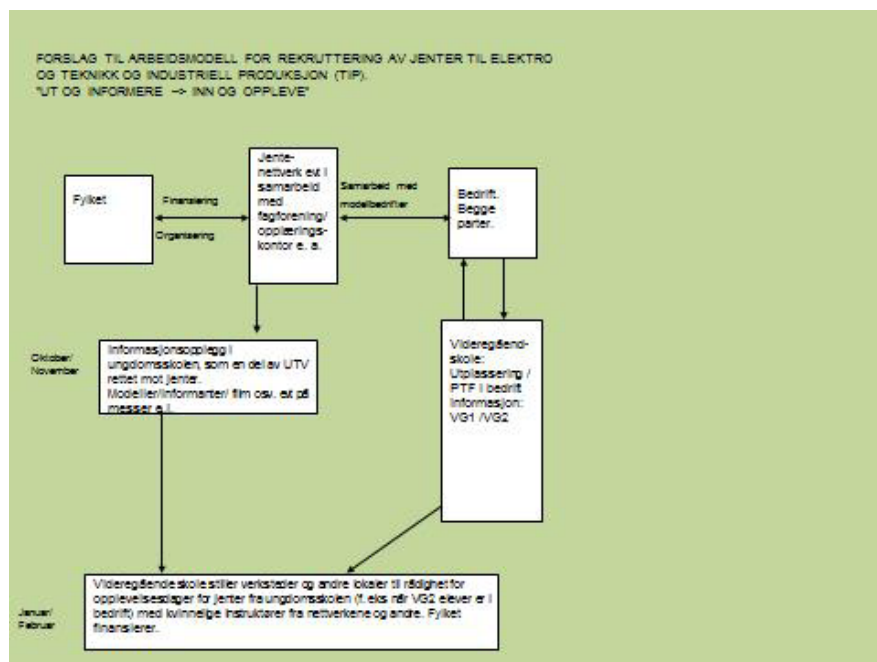 FORSLAG TIL ARBEIDSMODELL FOR REKRUTTERING AV JENTER TIL ELEKTRO
OG TEKNIKK OG INDUSTRIELL PRODUKSJON (TIP).
"UT OG INFORMERE --> INN OG OPPLEVE"
Fylket
Finansiering
Organisering
Jente-
nettverk evt i
samarbeid
med
fagforening/
opplærings-
kontor e. a.
Samarbeid med
modellbedrifter
Bedrift.
Begge
parter.
Oktober/
November
Informasjonsopplegg i
ungdomsskolen, som en del av UTV
rettet mot jenter.
Modeller/informanter/ film osv. evt på
messer e.l.
Videregåend-
skole:
Utplassering /
PTF i bedrift
Informasjon:
VG1 /VG2
Januar/
Februar
Videregående skole stiller verksteder og andre lokaler til rådighet for
opplevelsesdager for jenter fra ungdomsskolen (f. eks når VG2 elever er i
bedrift) med kvinnelige instruktører fra nettverkene og andre. Fylket
finansierer.